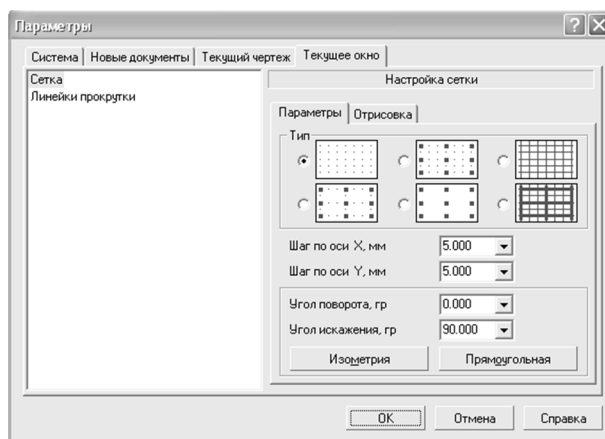 Параметры
Система Новые документы Текущий чертеж Текущее окно
Сетка
Линейки прокрутки
Настройка сетки
Параметры Отрисовка
Тип
Шаг по оси X, мм 5.000
Шаг по оси Y, мм 5.000
Угол поворота, гр 0.000
Угол искажения, гр 90.000
Изометрия Прямоугольная
OK Отмена Справка